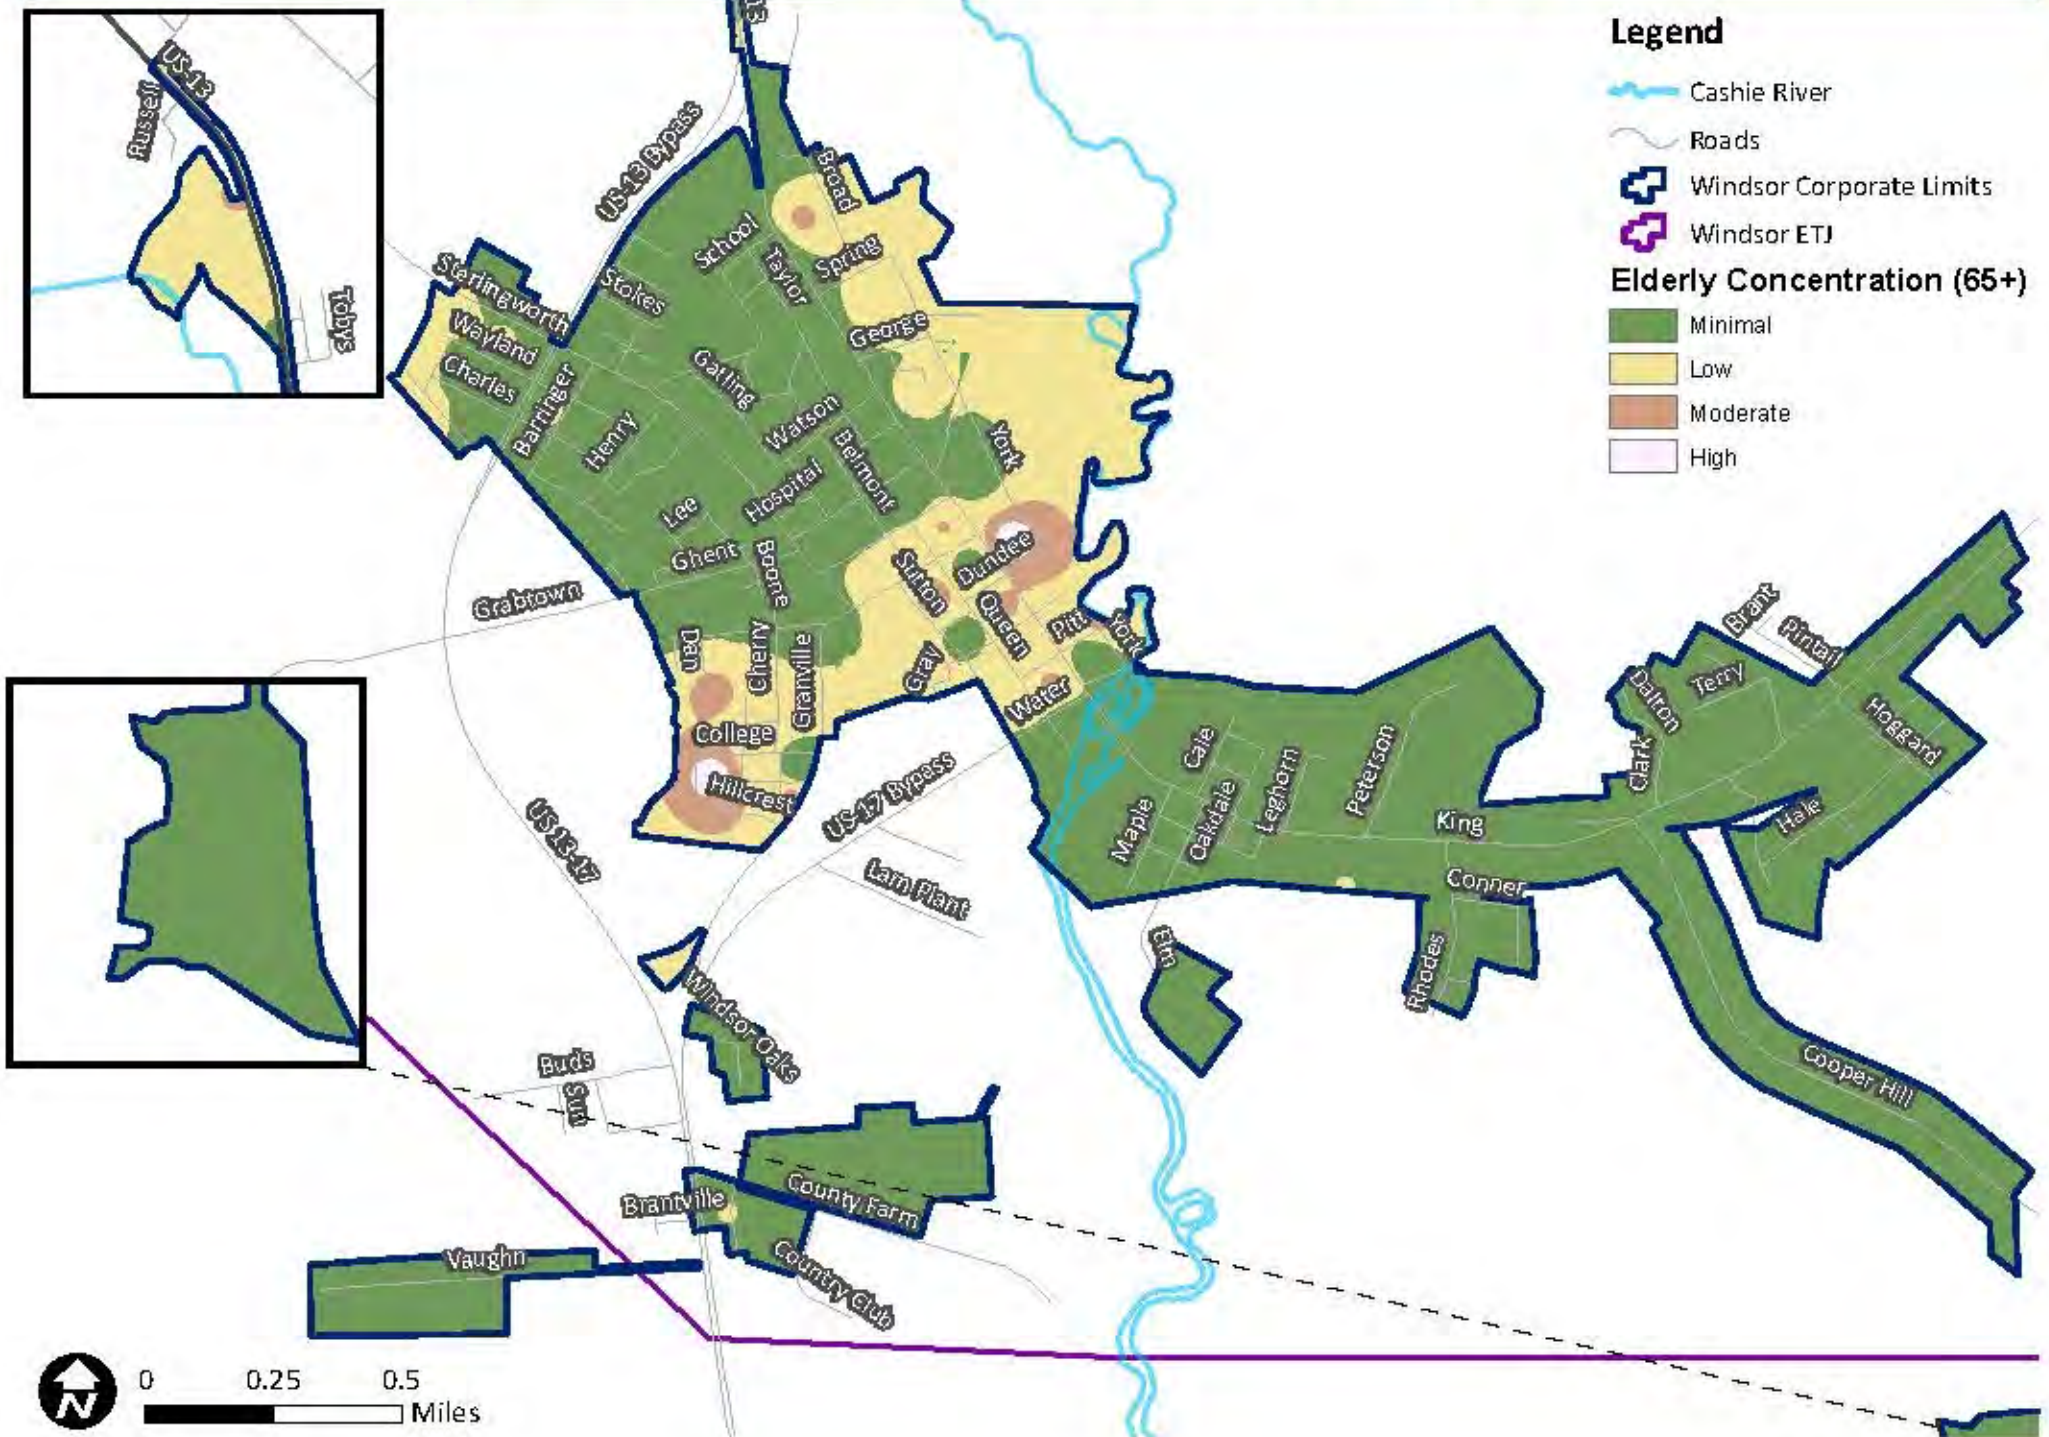 Legend
Cashie River
Roads
Windsor Corporate Limits
Windsor ETJ
Elderly Concentration (65+)
Minimal
Low
Moderate
High
US-13
Russell
Tobys
US-13 Bypass
Broad
School
Taylor
Spring
Sterlingworth
Stokes
Wayland
Charles
George
Gatling
Barringer
Henry
Watson
Belmont
York
Hospital
Lee
Ghent
Boone
Sutton
Dundee
Grabtown
Queen
Pitt
York
Dan
Cherry
Granville
Gray
Water
College
Hillcrest
US-17 Bypass
US 13-17
Lam Plant
Brant
Pintail
Dalton
Terry
Hoggard
Clark
Cale
Leghorn
Peterson
Maple
Oakdale
King
Hale
Conner
Elm
Rhodes
Windsor Oaks
Cooper Hill
Buds
Sun
Brantville
County Farm
Vaughn
Country Club
N
0 0.25 0.5
Miles